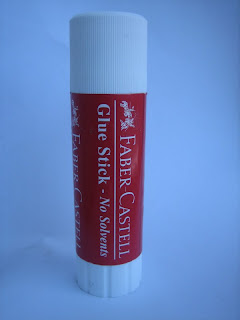 FABER-CASTELL
Glue Stick - No Solvents
FABER-CASTELL